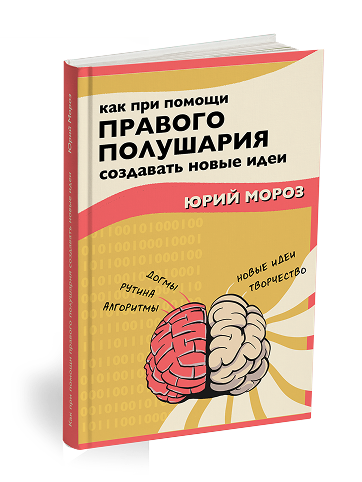 как при помощи
ПРАВОГО
ПОЛУШАРИЯ
создавать новые идеи
ЮРИЙ МОРОЗ
ДОГМЫ
РУТИНА
АЛГОРИТМЫ
НОВЫЕ ИДЕИ
ТВОРЧЕСТВО
Как при помощи правого полушария создавать новые идеи Юрий Мороз